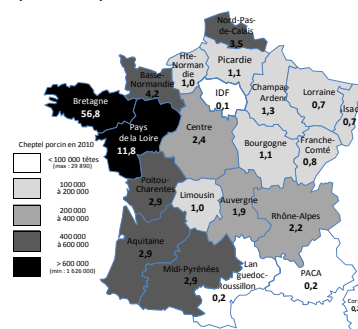 Nord-Pas-
de-Calais
3,5
Hte-
Norman
die
1,0
Picardie
1,1
Basse-
Normandie
4,2
IDF
0,1
Champag
Ardenn
1,3
Lorraine
0,7
Bretagne
56,8
Pays
de la Loire
11,8
Centre
2,4
Bourgogne
1,1
Franche-
Comté
0,8
Cheptel porcin en 2010
< 100 000 têtes
(max : 29 890)
100 000
à 200 000
200 000
à 400 000
400 000
à 600 000
> 600 000
(min : 1 626 000)
Poitou-
Charentes
2,9
Limousin
1,0
Auvergne
1,9
Rhône-Alpes
2,2
Aquitaine
2,9
Midi-Pyrénées
2,9
Lan
guedoc-
Roussillon
0,2
PACA
0,2